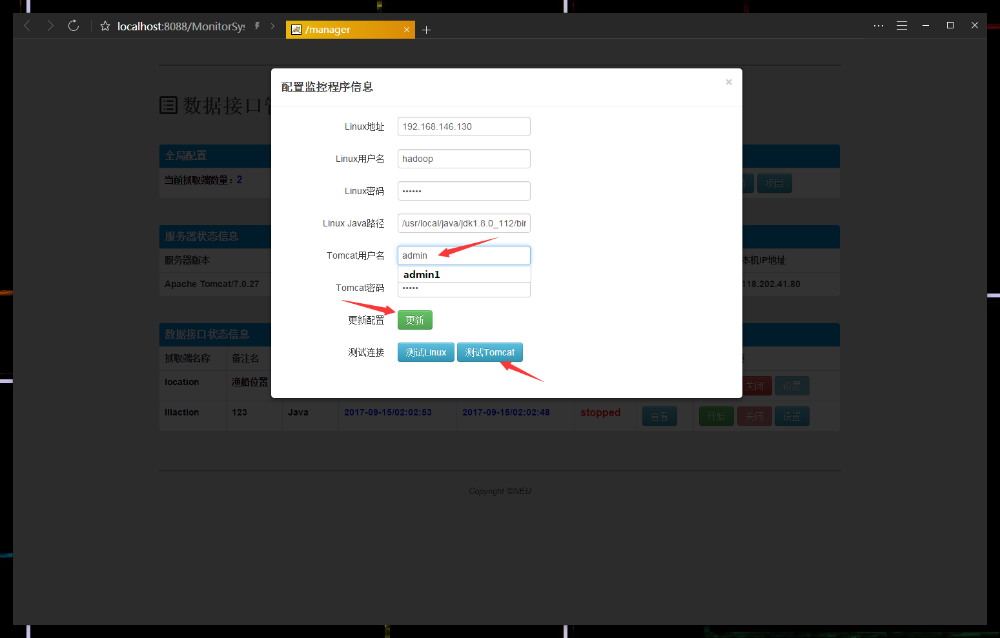 localhost:8088/MonitorSys
/manager
配置监控程序信息
数据接口
Linux地址 192.168.146.130
Linux用户名 hadoop
Linux密码 ••••••
Linux Java路径 /usr/local/java/jdk1.8.0_112/bin
Tomcat用户名 admin
admin1
Tomcat密码 •••••
更新配置 更新
测试连接 测试Linux 测试Tomcat
全局配置
当前抓取端数量：2
项目
服务器状态信息
服务器版本 本机IP地址
Apache Tomcat/7.0.27 118.202.41.80
数据接口状态信息
抓取端名称 备注名
location 渔船位置 关闭 设置
lllaction 123 Java 2017-09-15/02:02:53 2017-09-15/02:02:48 stopped 查看 开始 关闭 设置
Copyright ©NEU